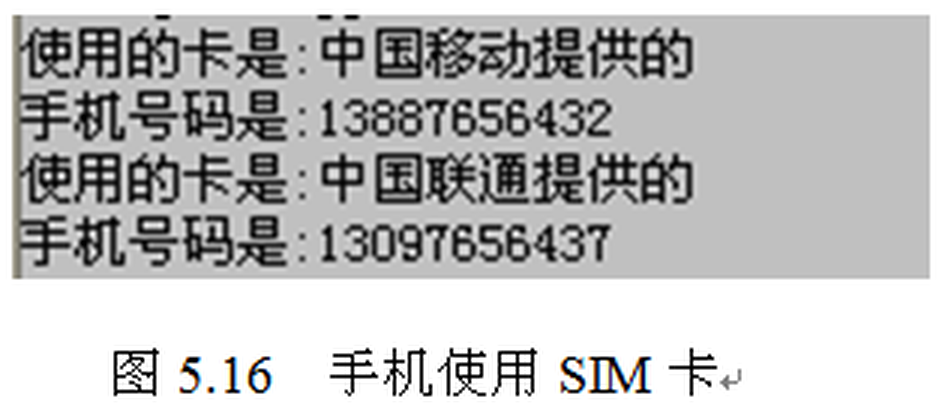 使用的卡是:中国移动提供的
手机号码是:13887656432
使用的卡是:中国联通提供的
手机号码是:13097656437
图 5.16 手机使用 SIM 卡↵